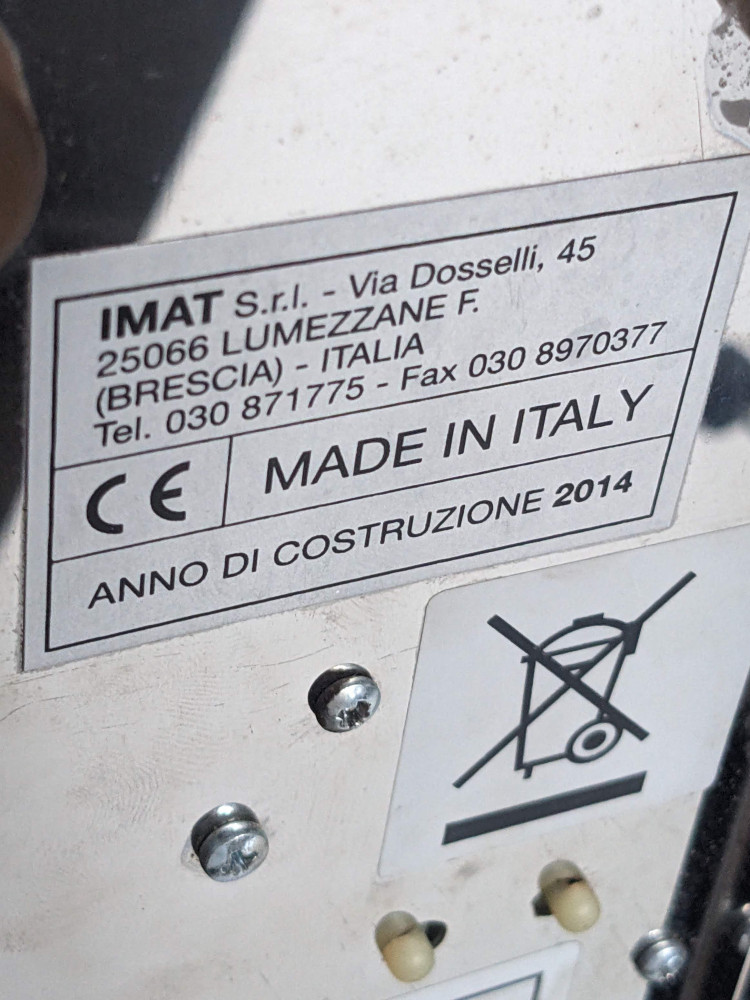 IMAT S.r.l. - Via Dosselli, 45
25066 LUMEZZANE F.
(BRESCIA) - ITALIA
Tel. 030 871775 - Fax 030 8970377
CE
MADE IN ITALY
ANNO DI COSTRUZIONE 2014